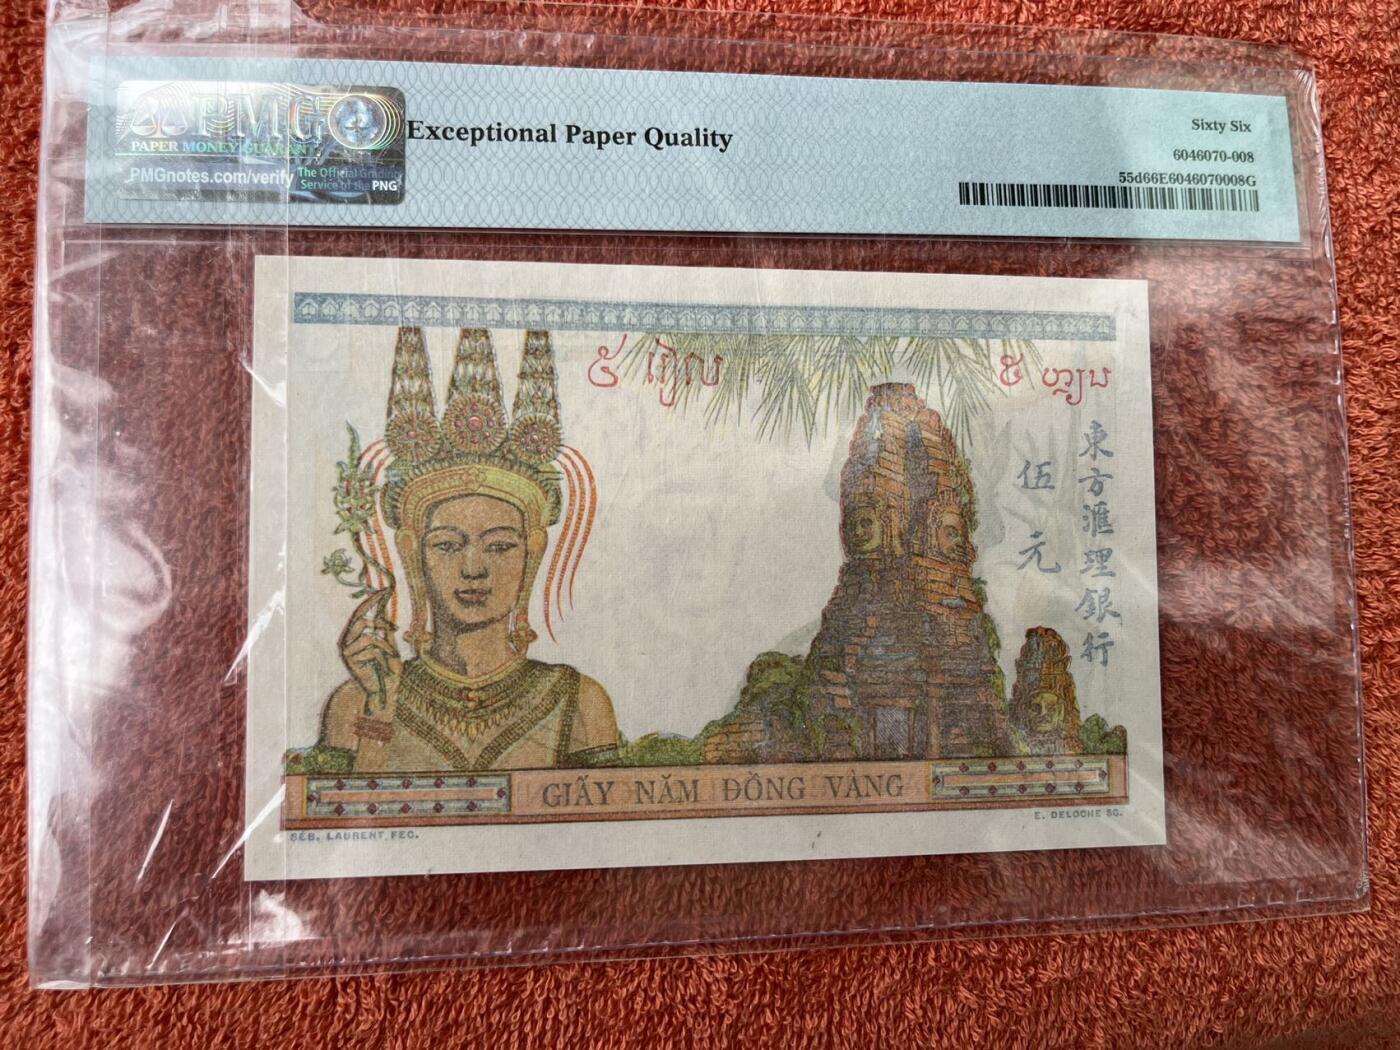 PMG
PAPER MONEY GUARANTY
PMGnotes.com/verify
The Official Grading
Service of the PNG
Exceptional Paper Quality
Sixty Six
6046070-008
55d66E6046070008G
៥ រៀល
໕ ຫຼຽນ
東方滙理銀行
伍元
GIẤY NĂM ĐỒNG VÀNG
SÉB. LAURENT, FEC.
E. DELOCHE SC.